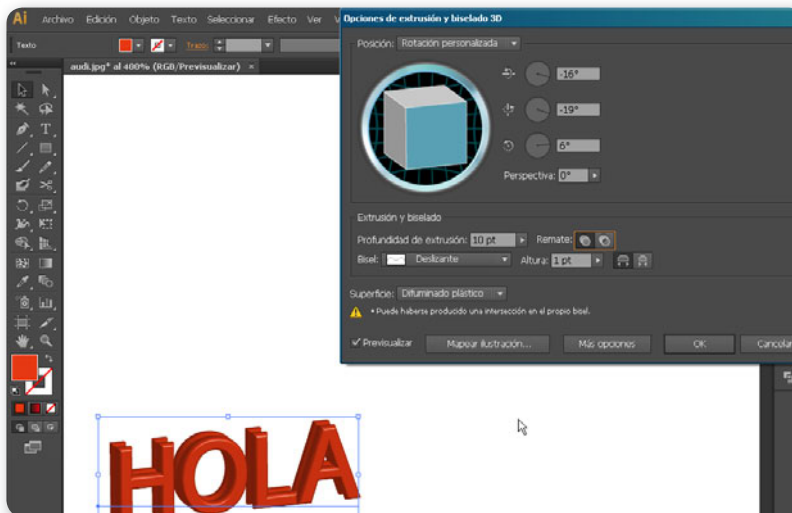 Ai Archivo Edición Objeto Texto Seleccionar Efecto Ver
Opciones de extrusión y biselado 3D
Texto
Trazo:
audi.jpg* al 400% (RGB/Previsualizar) ×
Posición: Rotación personalizada
-16°
-19°
6°
Perspectiva: 0°
Extrusión y biselado
Profundidad de extrusión: 10 pt Remate:
Bisel: Deslizante Altura: 1 pt
Superficie: Difuminado plástico
• Puede haberse producido una intersección en el propio bisel.
Previsualizar Mapear ilustración... Más opciones OK Cancelar
HOLA